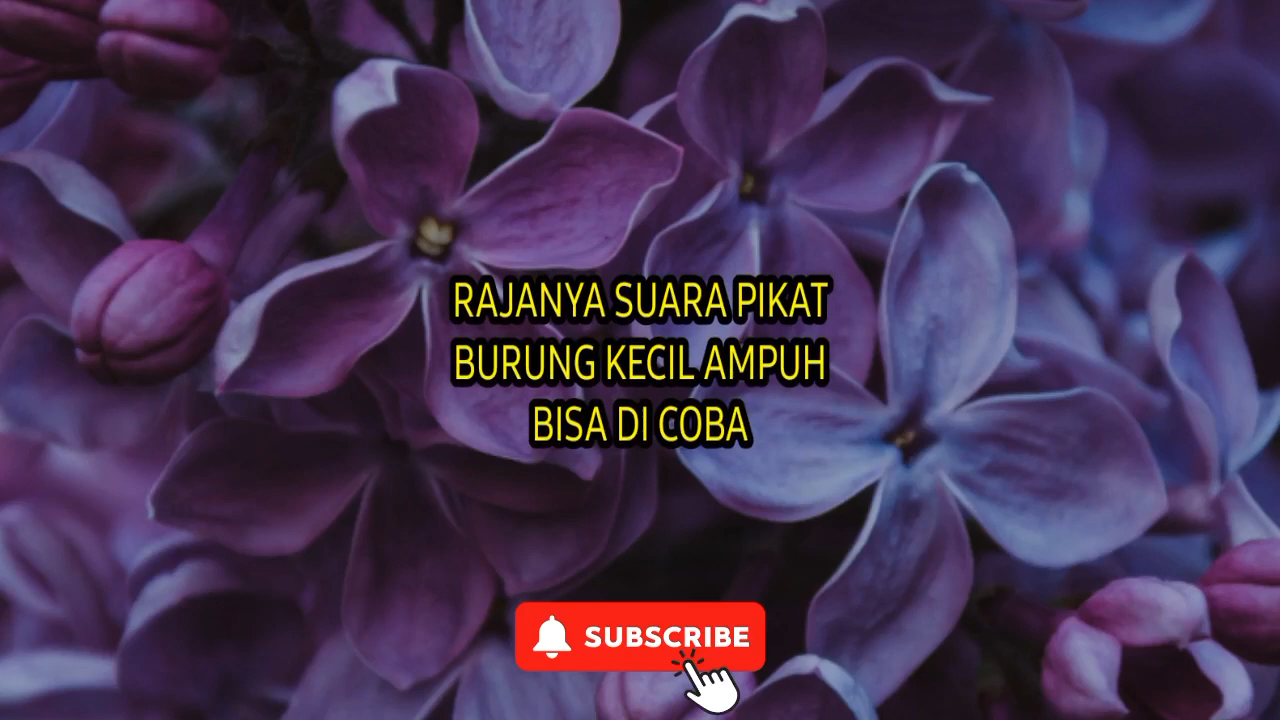 RAJANYA SUARA PIKAT
BURUNG KECIL AMPUH
BISA DI COBA
SUBSCRIBE